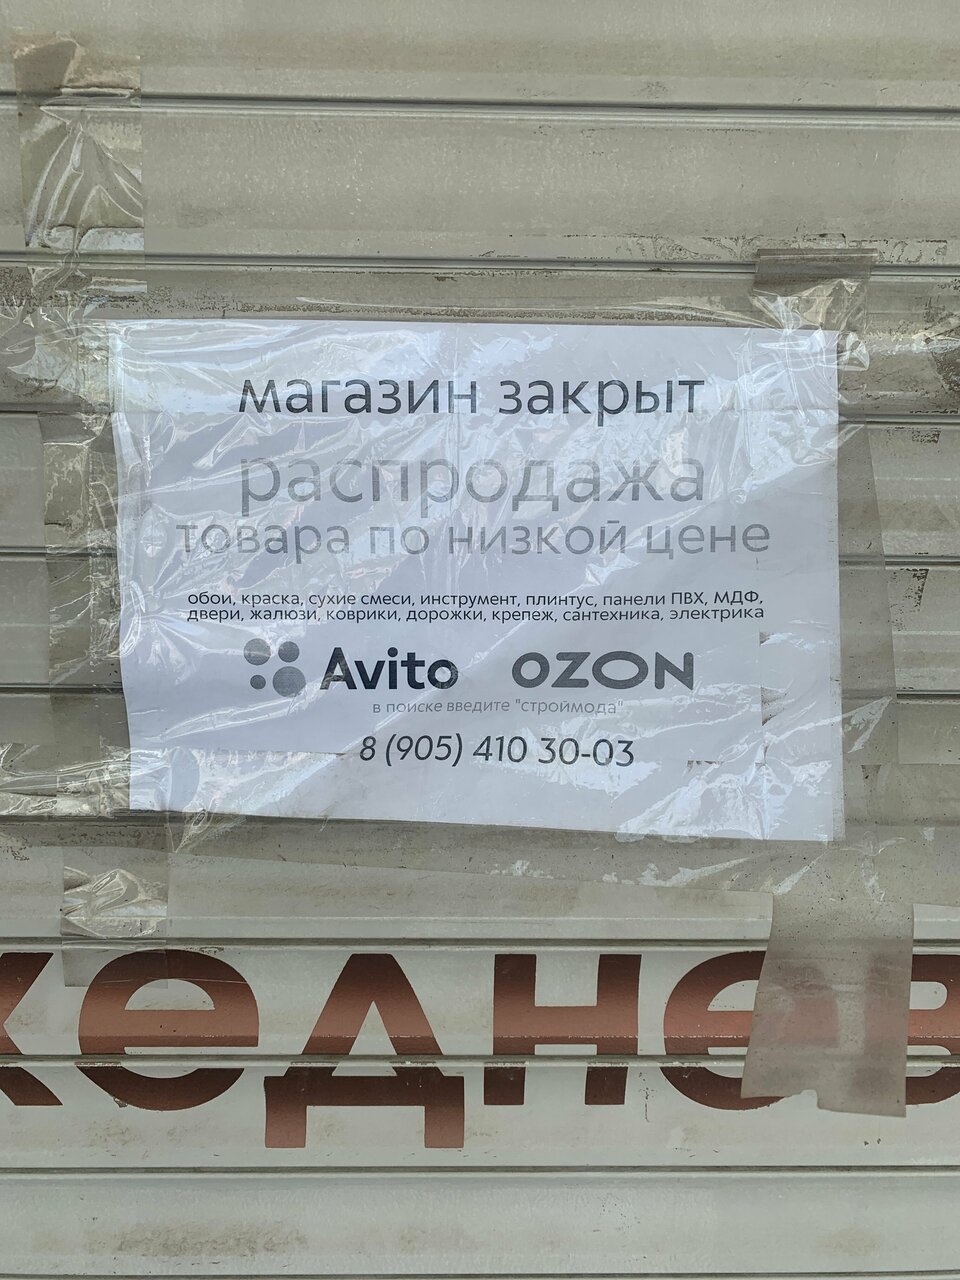 магазин закрыт
распродажа
товара по низкой цене
обои, краска, сухие смеси, инструмент, плинтус, панели ПВХ, МДФ,
двери, жалюзи, коврики, дорожки, крепеж, сантехника, электрика
Avito OZON
в поиске введите "строймода"
8 (905) 410 30-03
жеднев